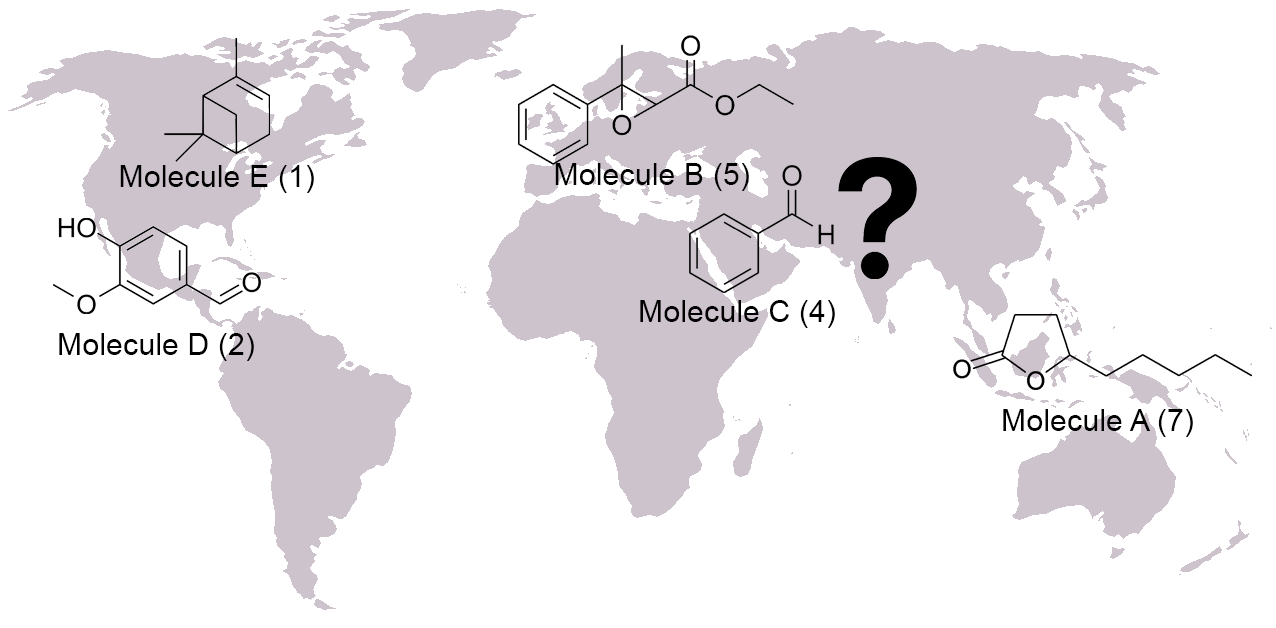 O
O
O
Molecule E (1)
Molecule B (5)
?
HO
O
H
O
O
Molecule D (2)
Molecule C (4)
O
O
Molecule A (7)